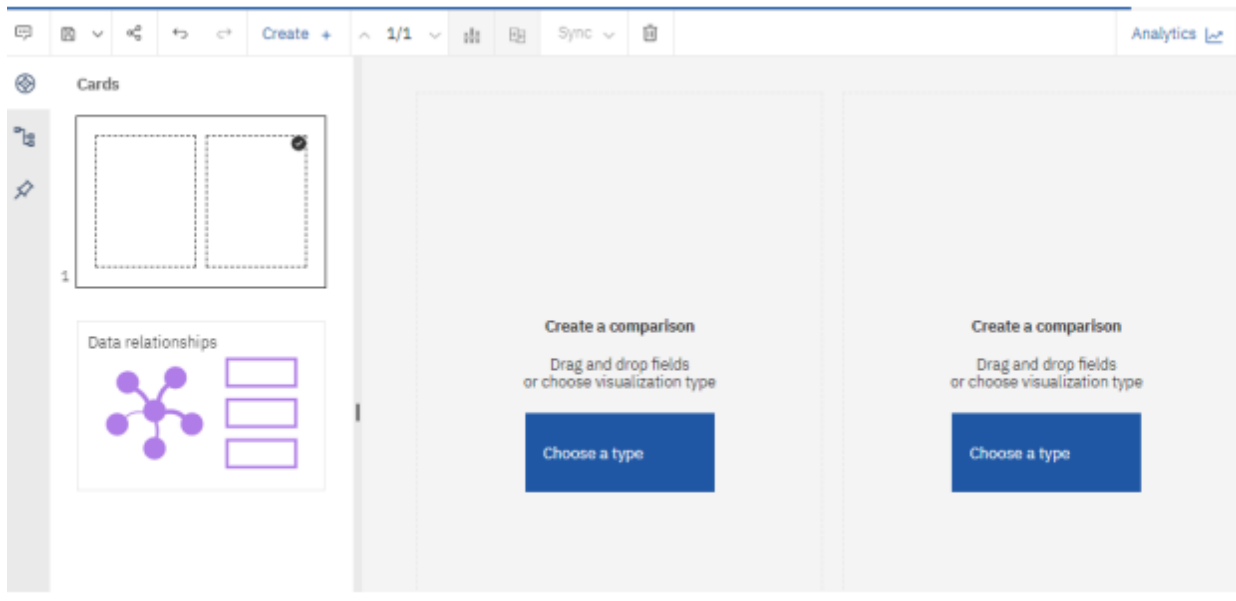 Create +
1/1
Sync
Analytics
Cards
1
Data relationships
Create a comparison
Drag and drop fields
or choose visualization type
Choose a type
Create a comparison
Drag and drop fields
or choose visualization type
Choose a type